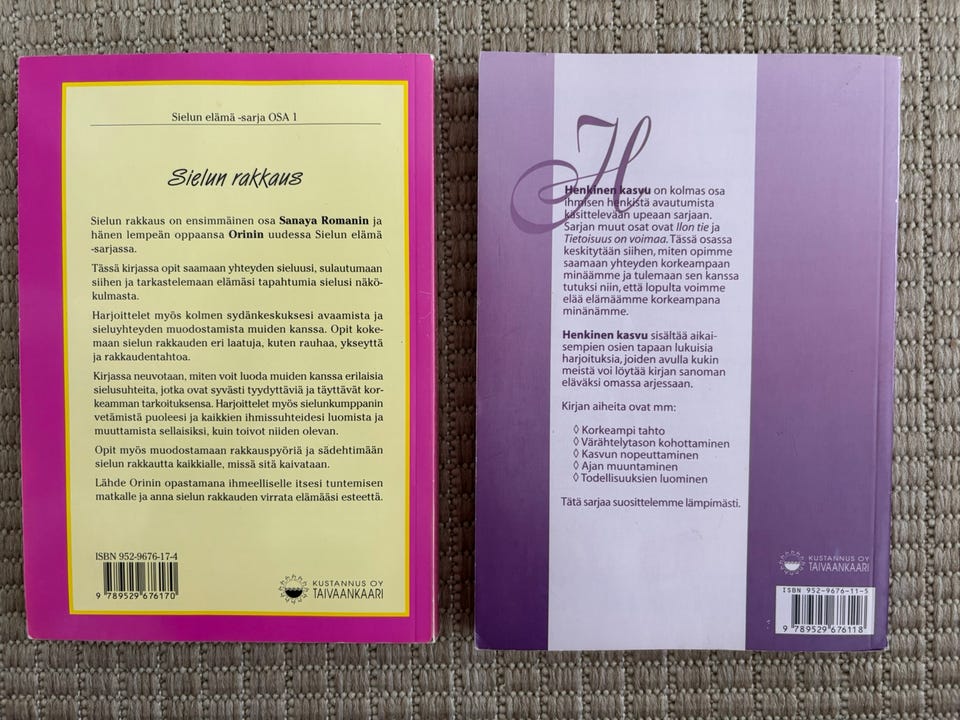 Sielun elämä -sarja OSA 1
Sielun rakkaus
Sielun rakkaus on ensimmäinen osa Sanaya Romanin ja
hänen lempeän oppaansa Orinin uudessa Sielun elämä
-sarjassa.
Tässä kirjassa opit saamaan yhteyden sieluusi, sulautumaan
siihen ja tarkastelemaan elämäsi tapahtumia sielusi näkö-
kulmasta.
Harjoittelet myös kolmen sydänkeskuksesi avaamista ja
sieluyhteyden muodostamista muiden kanssa. Opit koke-
maan sielun rakkauden eri laatuja, kuten rauhaa, ykseyttä
ja rakkaudentahtoa.
Kirjassa neuvotaan, miten voit luoda muiden kanssa erilaisia
sielusuhteita, jotka ovat syvästi tyydyttäviä ja täyttävät kor-
keamman tarkoituksensa. Harjoittelet myös sielunkumppanin
vetämistä puoleesi ja kaikkien ihmissuhteidesi luomista ja
muuttamista sellaisiksi, kuin toivot niiden olevan.
Opit myös muodostamaan rakkauspyöriä ja sädehtimään
sielun rakkautta kaikkialle, missä sitä kaivataan.
Lähde Orinin opastamana ihmeelliselle itsesi tuntemisen
matkalle ja anna sielun rakkauden virrata elämääsi esteettä.
ISBN 952-9676-17-4
9 789529 676170
KUSTANNUS OY
TAIVAANKAARI
H
Henkinen kasvu on kolmas osa
ihmisen henkistä avautumista
käsittelevään upeaan sarjaan.
Sarjan muut osat ovat Ilon tie ja
Tietoisuus on voimaa. Tässä osassa
keskitytään siihen, miten opimme
saamaan yhteyden korkeampaan
minäämme ja tulemaan sen kanssa
tutuksi niin, että lopulta voimme
elää elämäämme korkeampana
minänämme.
Henkinen kasvu sisältää aikai-
sempien osien tapaan lukuisia
harjoituksia, joiden avulla kukin
meistä voi löytää kirjan sanoman
eläväksi omassa arjessaan.
Kirjan aiheita ovat mm:
◊ Korkeampi tahto
◊ Värähtelytason kohottaminen
◊ Kasvun nopeuttaminen
◊ Ajan muuntaminen
◊ Todellisuuksien luominen
Tätä sarjaa suosittelemme lämpimästi.
KUSTANNUS OY
TAIVAANKAARI
ISBN 952-9676-11-5
9 789529 676118